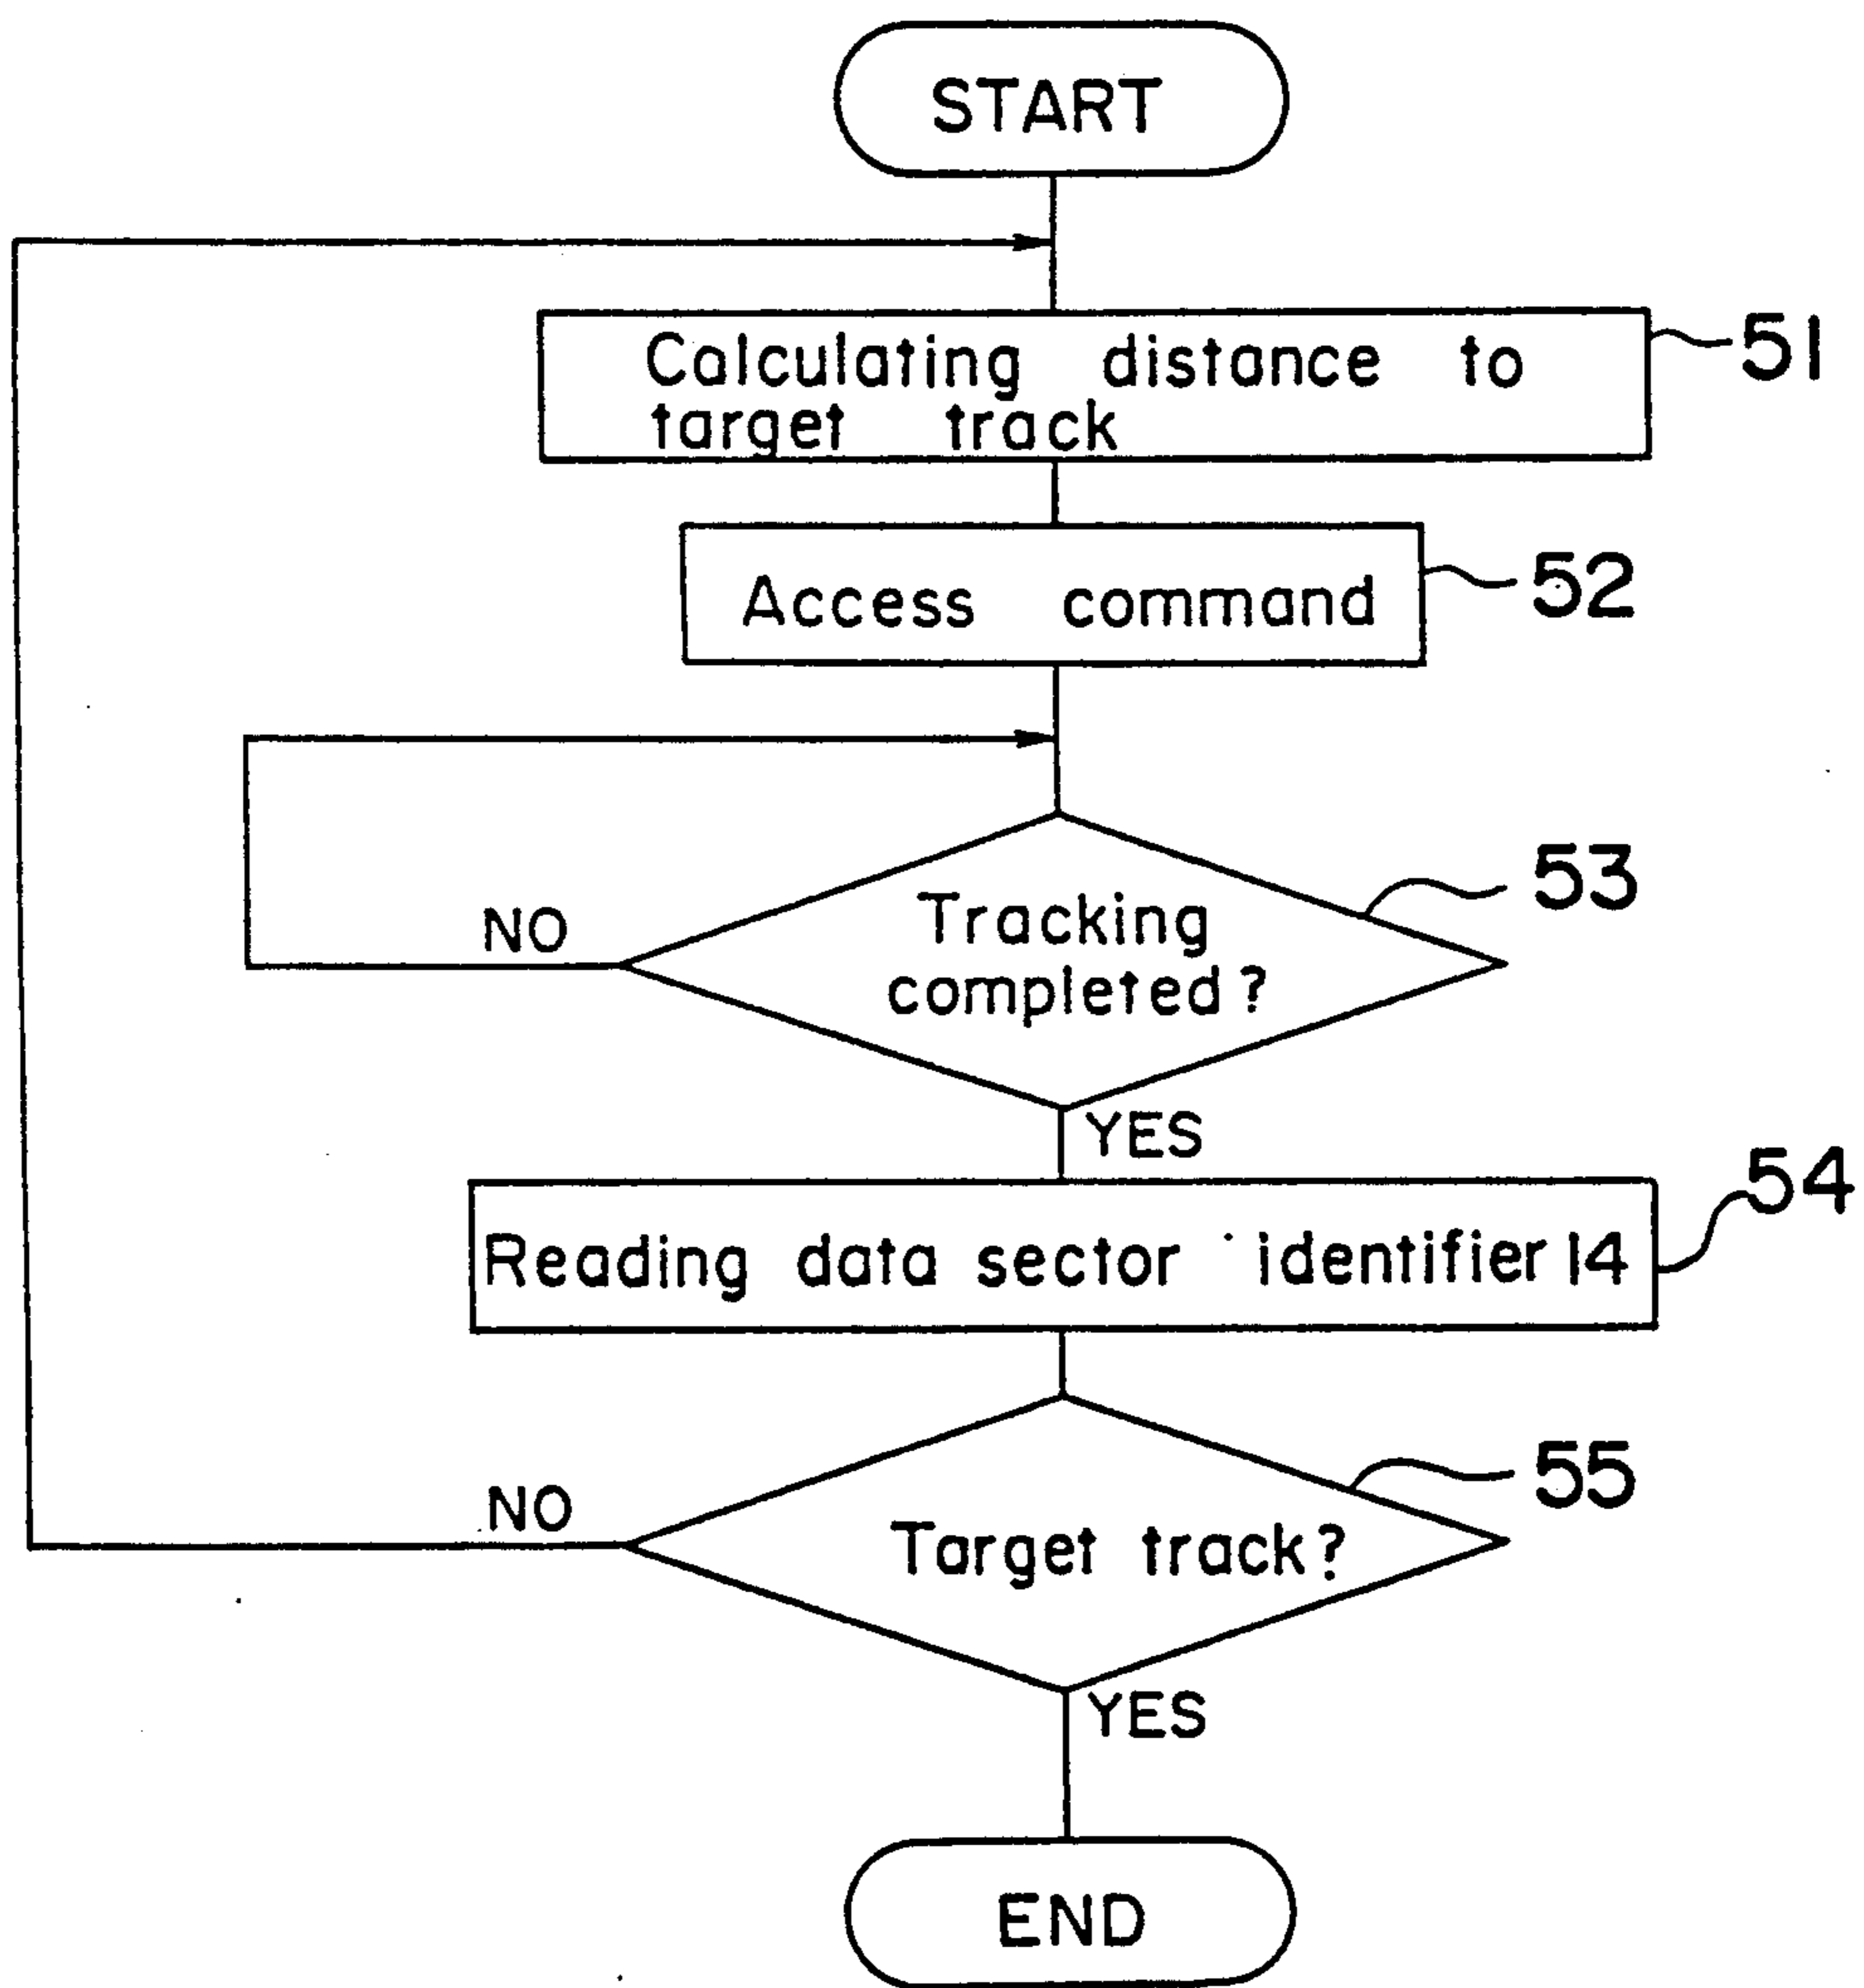 START
Calculating distance to
target track
51
Access command
52
Tracking
completed?
53
NO
YES
Reading data sector identifier 14
54
Target track?
55
NO
YES
END